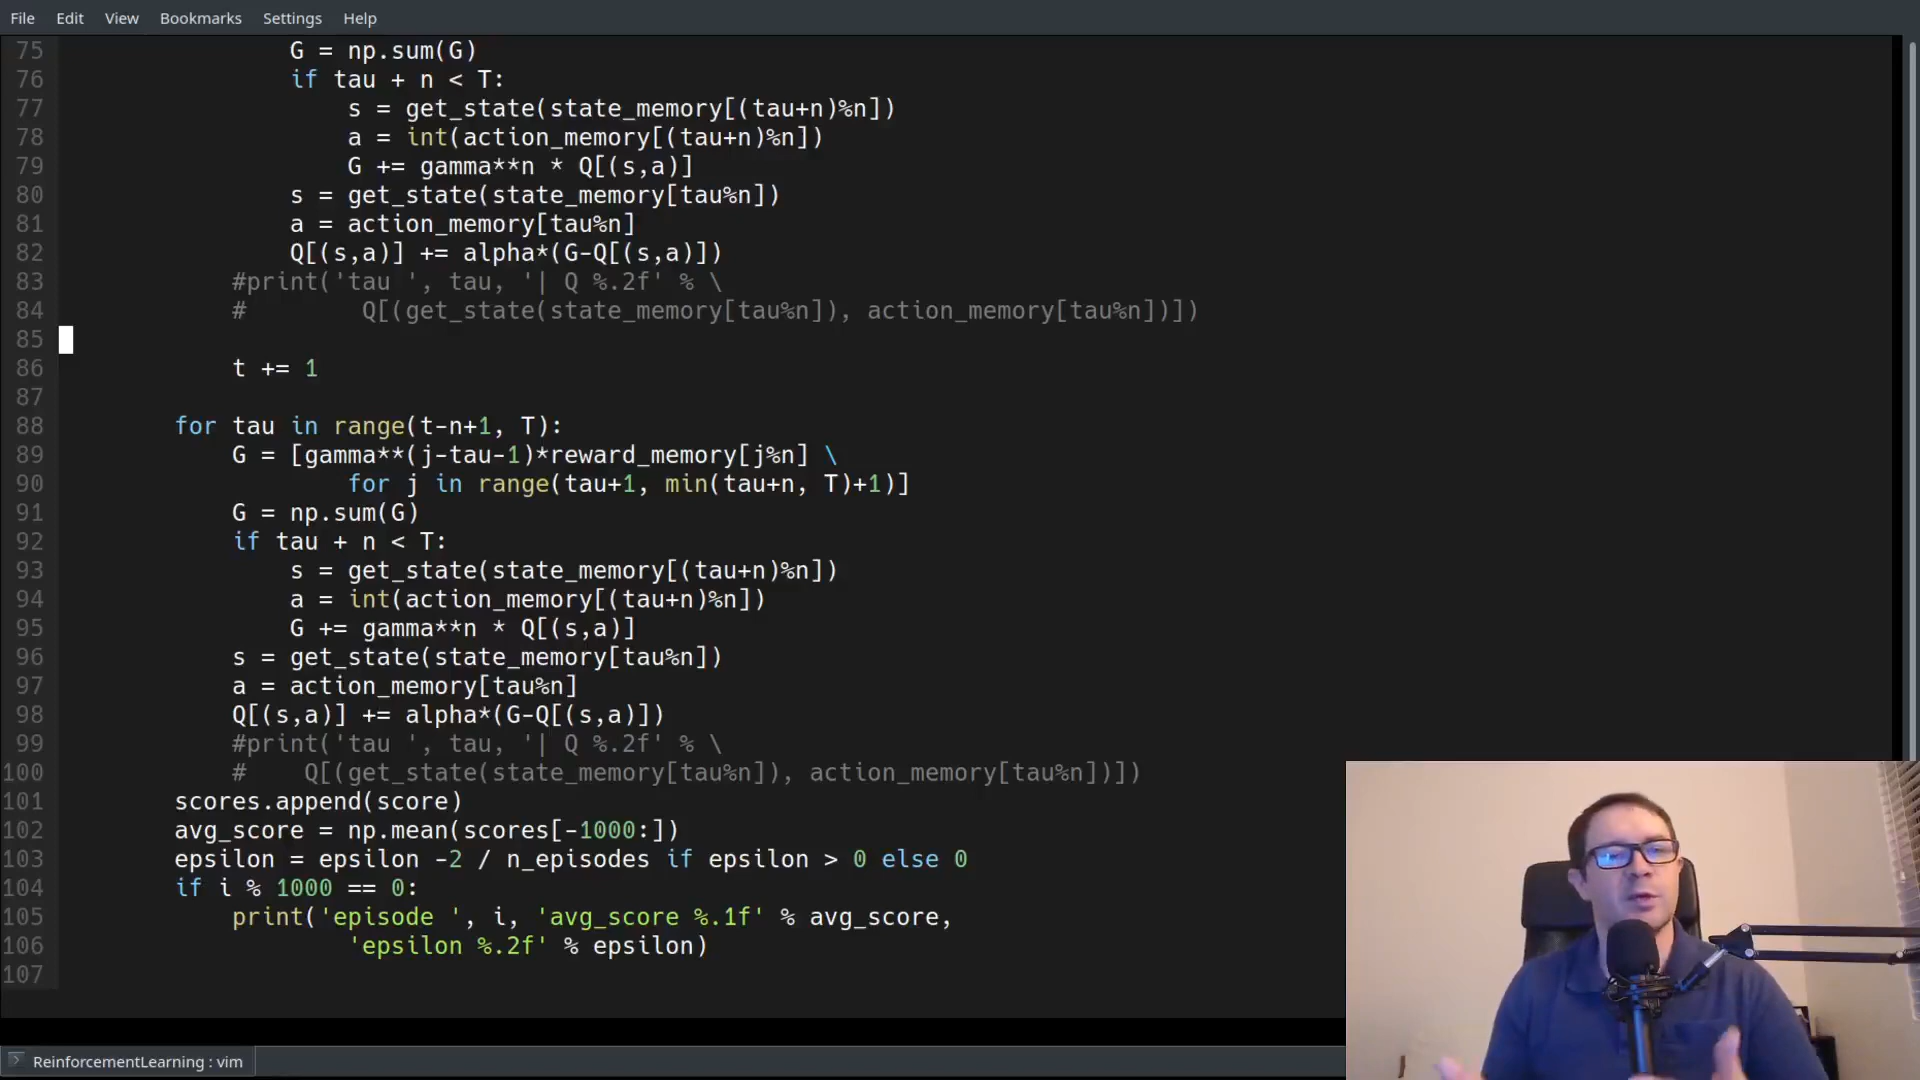 File Edit View Bookmarks Settings Help
75 G = np.sum(G)
76 if tau + n < T:
77 s = get_state(state_memory[(tau+n)%n])
78 a = int(action_memory[(tau+n)%n])
79 G += gamma**n * Q[(s,a)]
80 s = get_state(state_memory[tau%n])
81 a = action_memory[tau%n]
82 Q[(s,a)] += alpha*(G-Q[(s,a)])
83 #print('tau ', tau, '| Q %.2f' % \
84 # Q[(get_state(state_memory[tau%n]), action_memory[tau%n])])
85
86 t += 1
87
88 for tau in range(t-n+1, T):
89 G = [gamma**(j-tau-1)*reward_memory[j%n] \
90 for j in range(tau+1, min(tau+n, T)+1)]
91 G = np.sum(G)
92 if tau + n < T:
93 s = get_state(state_memory[(tau+n)%n])
94 a = int(action_memory[(tau+n)%n])
95 G += gamma**n * Q[(s,a)]
96 s = get_state(state_memory[tau%n])
97 a = action_memory[tau%n]
98 Q[(s,a)] += alpha*(G-Q[(s,a)])
99 #print('tau ', tau, '| Q %.2f' % \
100 # Q[(get_state(state_memory[tau%n]), action_memory[tau%n])])
101 scores.append(score)
102 avg_score = np.mean(scores[-1000:])
103 epsilon = epsilon -2 / n_episodes if epsilon > 0 else 0
104 if i % 1000 == 0:
105 print('episode ', i, 'avg_score %.1f' % avg_score,
106 'epsilon %.2f' % epsilon)
107
ReinforcementLearning : vim